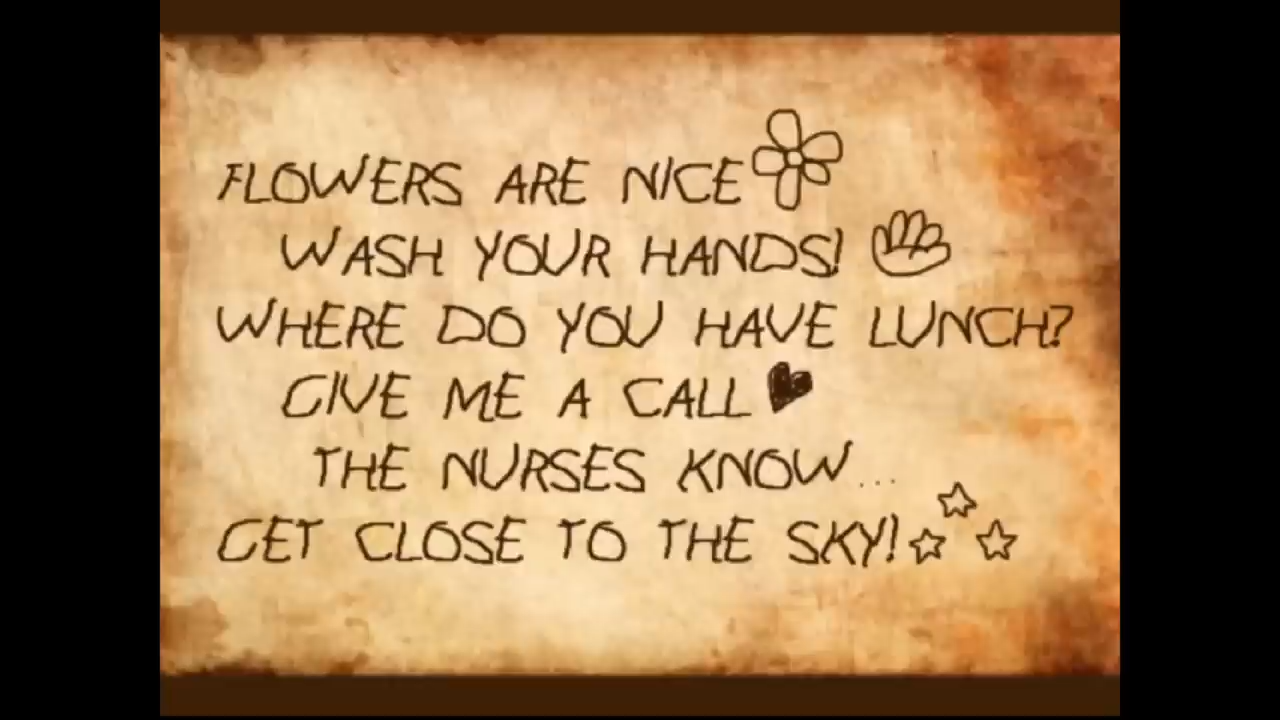 FLOWERS ARE NICE
WASH YOUR HANDS!
WHERE DO YOU HAVE LUNCH?
GIVE ME A CALL
THE NURSES KNOW...
GET CLOSE TO THE SKY!